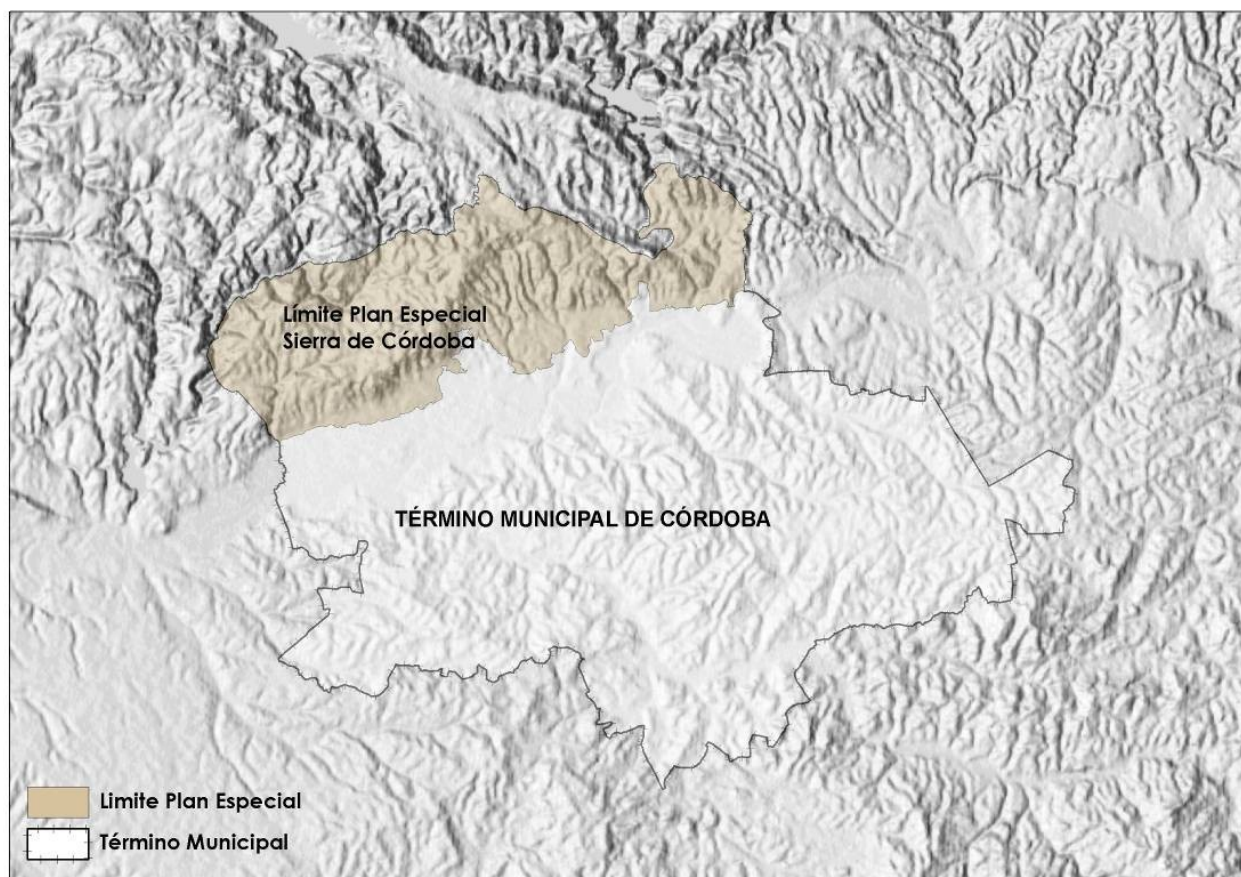 Límite Plan Especial
Sierra de Córdoba
TÉRMINO MUNICIPAL DE CÓRDOBA
Limite Plan Especial
Término Municipal